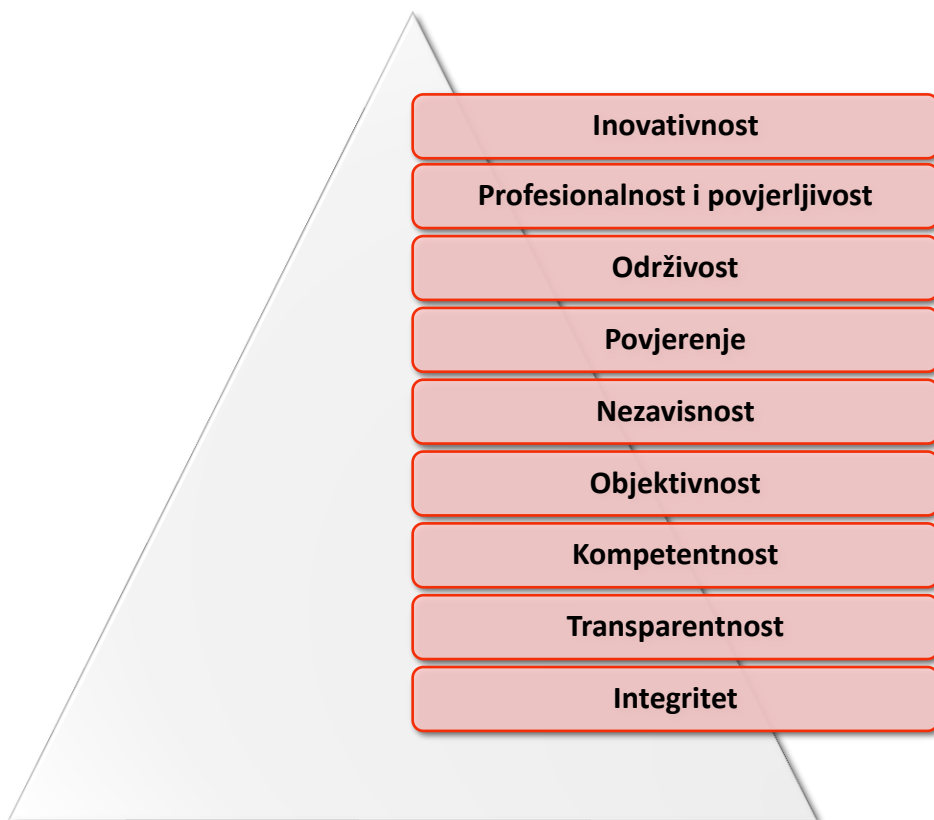 Inovativnost
Profesionalnost i povjerljivost
Održivost
Povjerenje
Nezavisnost
Objektivnost
Kompetentnost
Transparentnost
Integritet